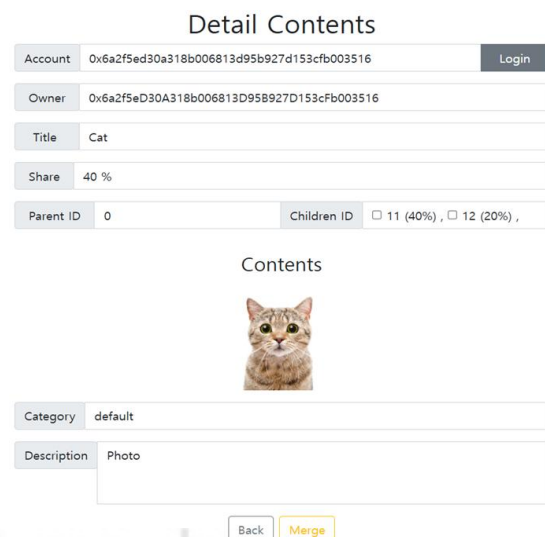 Detail Contents
Account 0x6a2f5ed30a318b006813d95b927d153cfb003516 Login
Owner 0x6a2f5eD30A318b006813D95B927D153cFb003516
Title Cat
Share 40 %
Parent ID 0 Children ID 11 (40%) , 12 (20%) ,
Contents
Category default
Description Photo
Back Merge